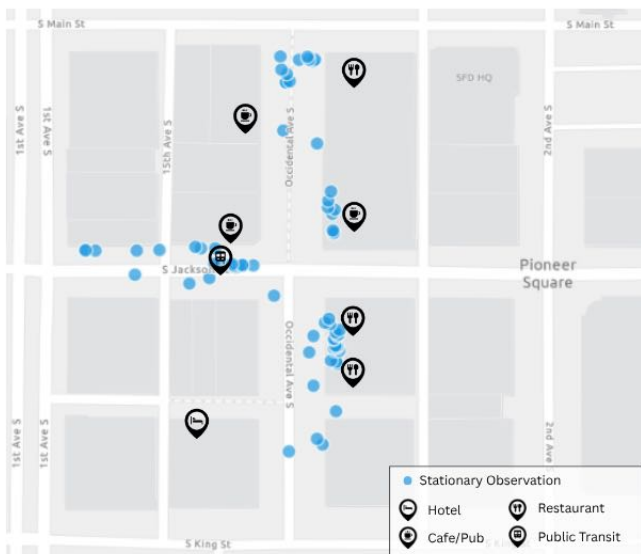 S Main St
S Main St
SFD HQ
1st Ave S
1st Ave S
15th Ave S
Occidental Ave S
2nd Ave S
S Jackson
Pioneer
Square
Occidental Ave S
1st Ave S
1st Ave S
2nd Ave S
S King St
Stationary Observation
Hotel
Restaurant
Cafe/Pub
Public Transit